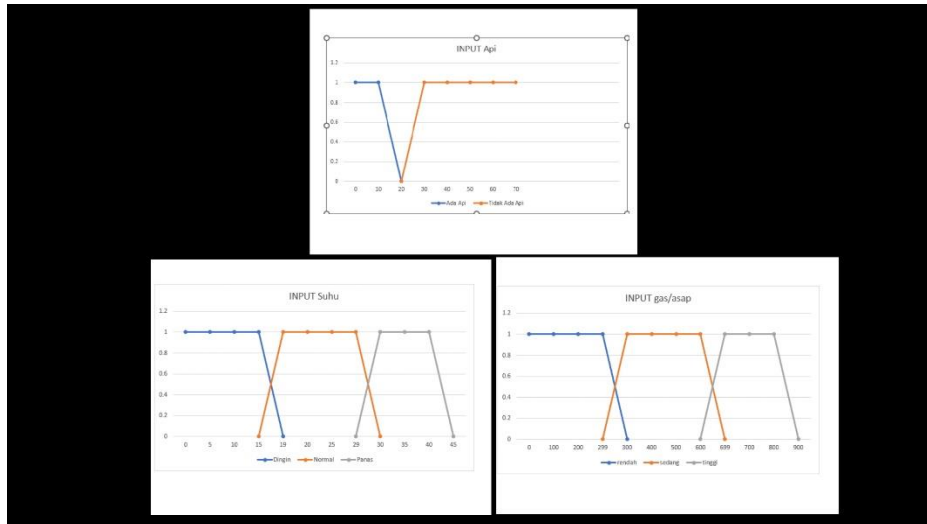 INPUT Api
1.2
1
0.8
0.6
0.4
0.2
0
0 10 20 30 40 50 60 70
Ada Api Tidak Ada Api
INPUT Suhu
1.2
1
0.8
0.6
0.4
0.2
0
0 5 10 15 19 20 25 29 30 35 40 45
Dingin Normal Panas
INPUT gas/asap
1.2
1
0.8
0.6
0.4
0.2
0
0 100 200 299 300 400 500 600 699 700 800 900
rendah sedang tinggi